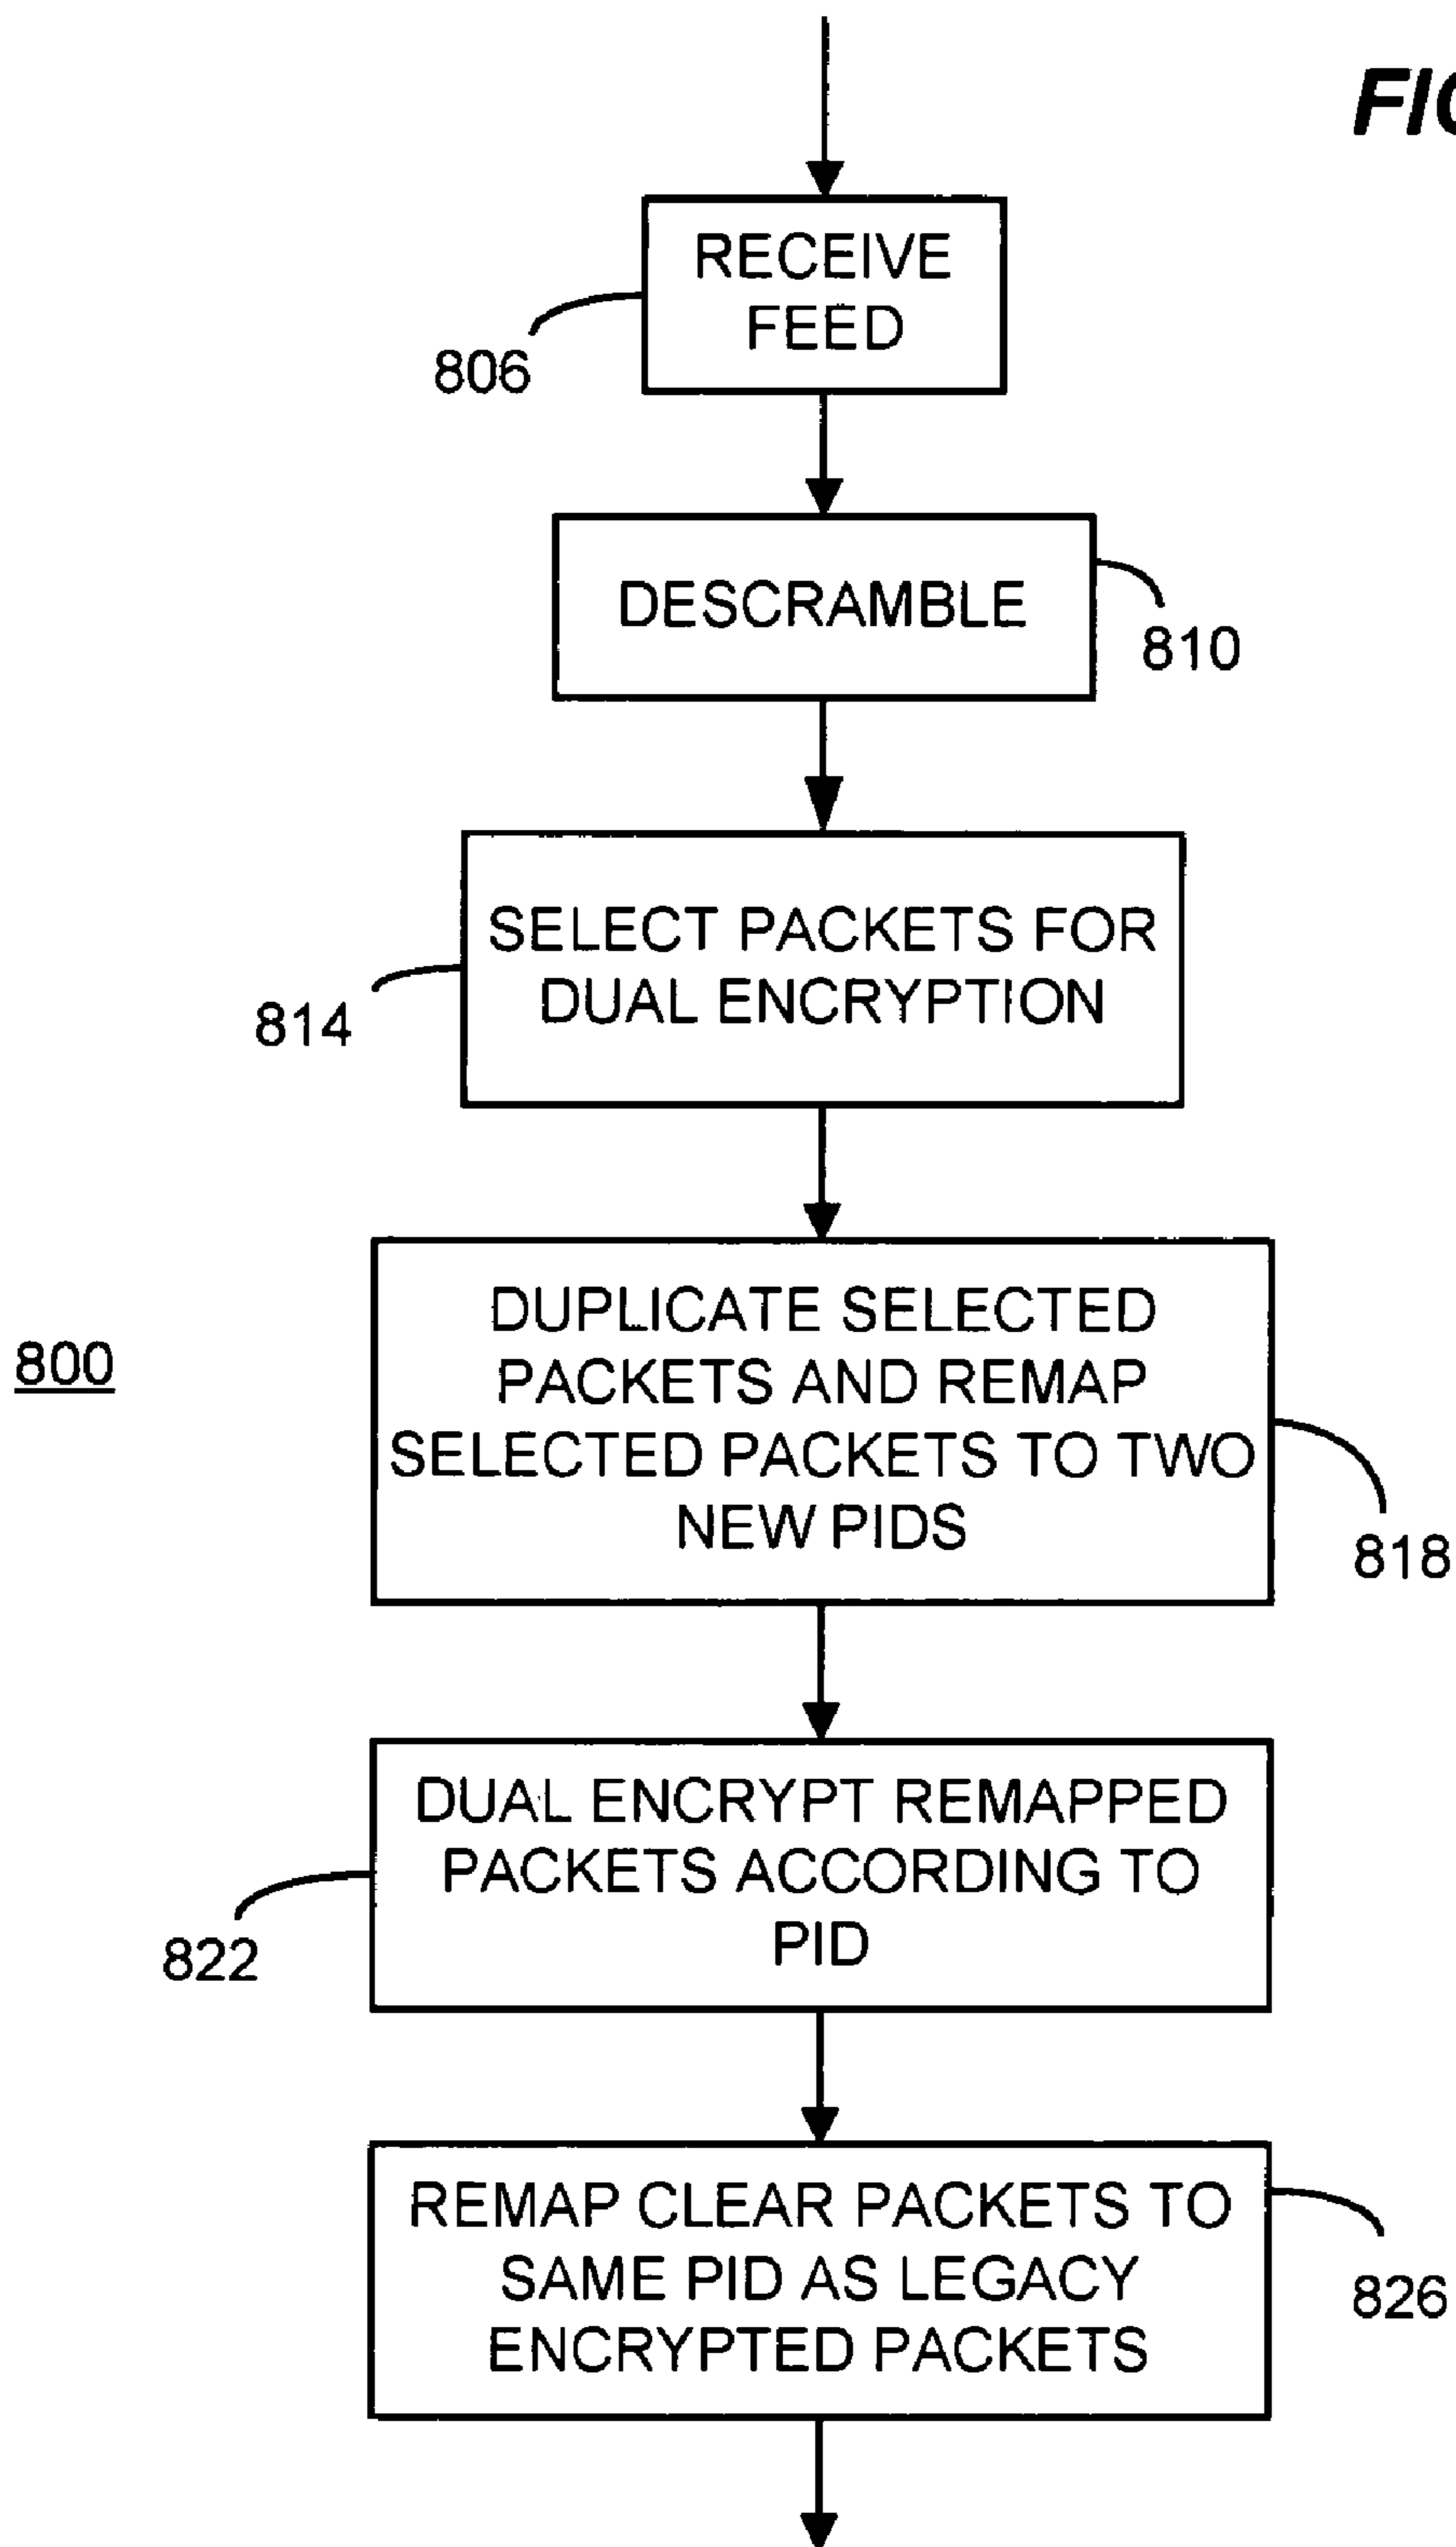 RECEIVE
FEED
806
DESCRAMBLE
810
SELECT PACKETS FOR
DUAL ENCRYPTION
814
800
DUPLICATE SELECTED
PACKETS AND REMAP
SELECTED PACKETS TO TWO
NEW PIDS
818
DUAL ENCRYPT REMAPPED
PACKETS ACCORDING TO
PID
822
REMAP CLEAR PACKETS TO
SAME PID AS LEGACY
ENCRYPTED PACKETS
826